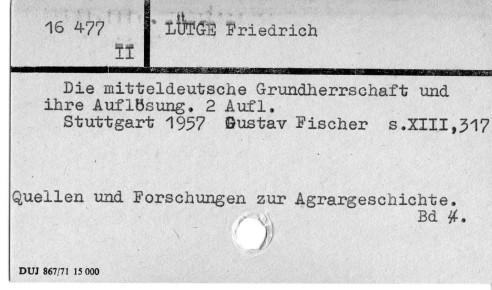 16 477 LÜTGE Friedrich
II
Die mitteldeutsche Grundherrschaft und
ihre Auflösung. 2 Aufl.
Stuttgart 1957 Gustav Fischer s.XIII,317
Quellen und Forschungen zur Agrargeschichte.
Bd 4.
DUJ 867/71 15 000